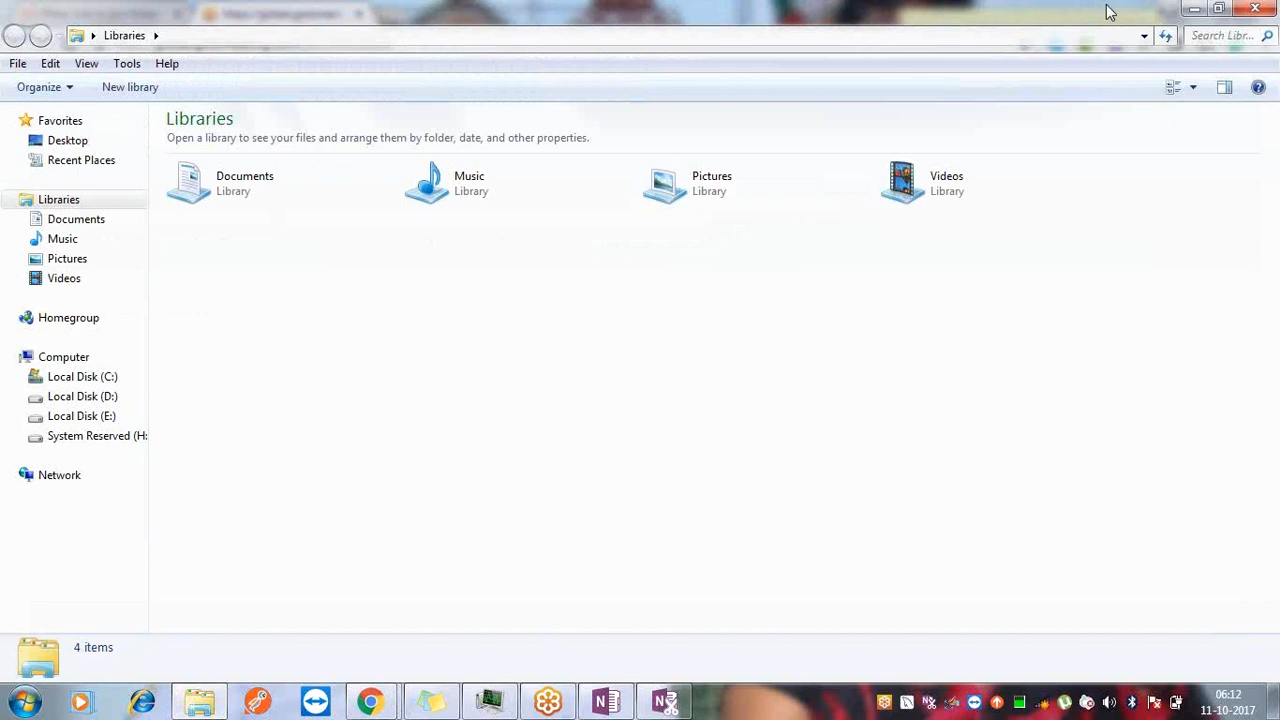 Libraries
Search Libr...
File Edit View Tools Help
Organize New library
Favorites
Desktop
Recent Places
Libraries
Documents
Music
Pictures
Videos
Homegroup
Computer
Local Disk (C:)
Local Disk (D:)
Local Disk (E:)
System Reserved (H:
Network
Libraries
Open a library to see your files and arrange them by folder, date, and other properties.
Documents
Library
Music
Library
Pictures
Library
Videos
Library
4 items
06:12
11-10-2017